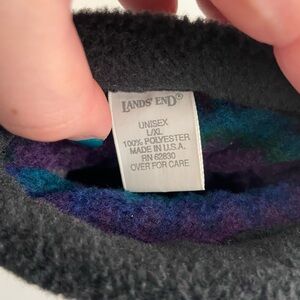 LANDS' END®
UNISEX
L/XL
100% POLYESTER
MADE IN U.S.A.
RN 62830
OVER FOR CARE